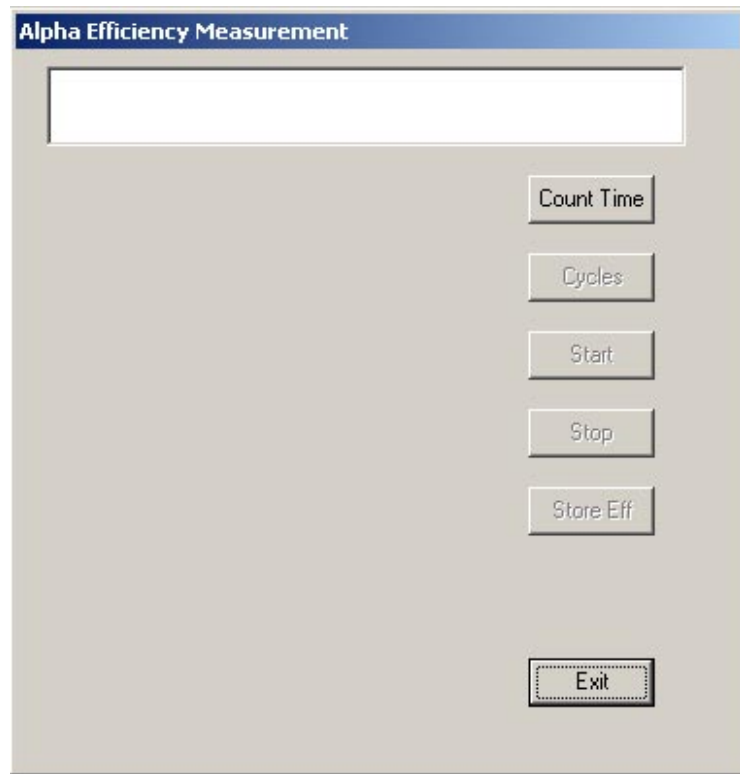 Alpha Efficiency Measurement
Count Time
Cycles
Start
Stop
Store Eff
Exit